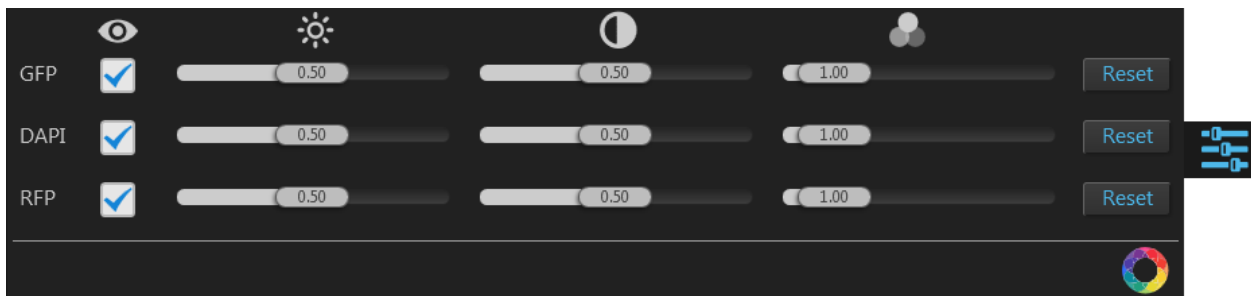 GFP 0.50 0.50 1.00 Reset
DAPI 0.50 0.50 1.00 Reset
RFP 0.50 0.50 1.00 Reset